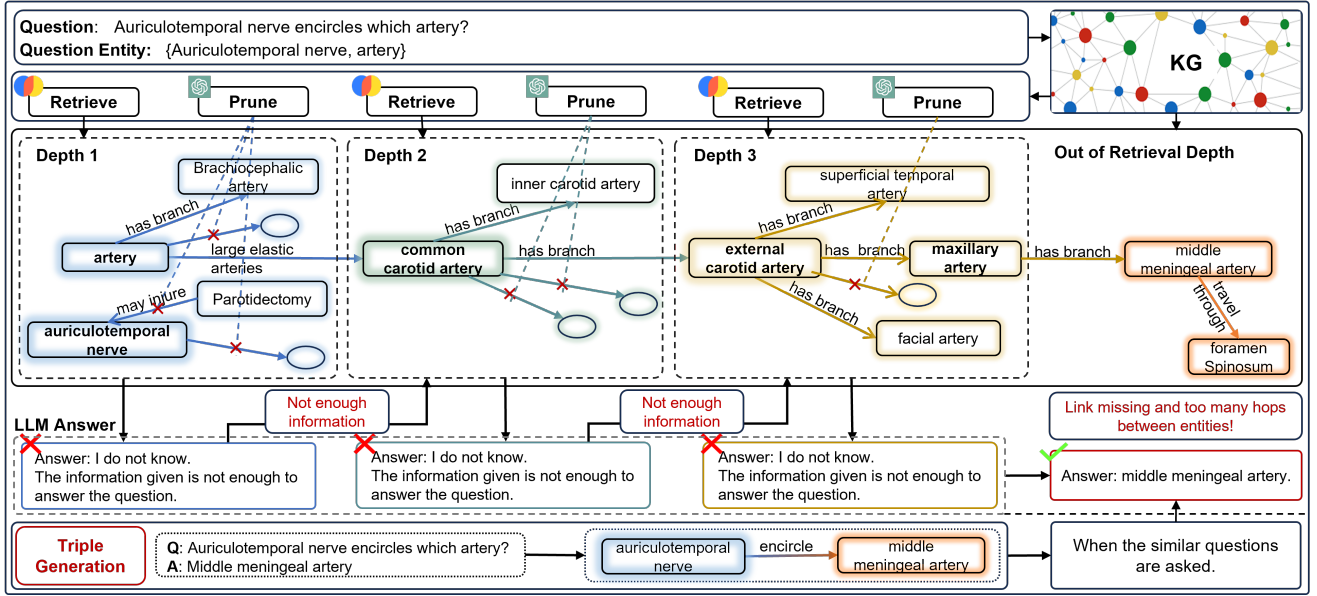 Question: Auriculotemporal nerve encircles which artery?
Question Entity: {Auriculotemporal nerve, artery}
KG
Retrieve
Prune
Retrieve
Prune
Retrieve
Prune
Depth 1
Brachiocephalic
artery
has branch
artery
large elastic
arteries
may injure
Parotidectomy
auriculotemporal
nerve
Depth 2
inner carotid artery
has branch
common
carotid artery
has branch
Depth 3
superficial temporal
artery
has branch
external
carotid artery
has branch
maxillary
artery
has branch
facial artery
Out of Retrieval Depth
has branch
middle
meningeal artery
travel
through
foramen
Spinosum
LLM Answer
Not enough
information
Not enough
information
Link missing and too many hops
between entities!
Answer: I do not know.
The information given is not enough to
answer the question.
Answer: I do not know.
The information given is not enough to
answer the question.
Answer: I do not know.
The information given is not enough to
answer the question.
Answer: middle meningeal artery.
Triple
Generation
Q: Auriculotemporal nerve encircles which artery?
A: Middle meningeal artery
auriculotemporal
nerve
encircle
middle
meningeal artery
When the similar questions
are asked.